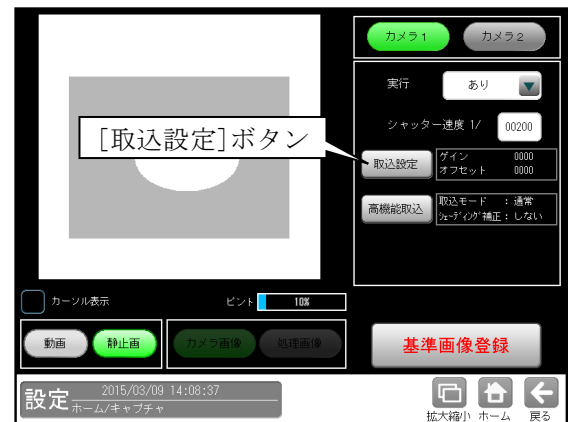 カメラ1 カメラ2
実行 あり
シャッター速度 1/ 00200
[取込設定]ボタン
取込設定
ゲイン 0000
オフセット 0000
高機能取込
取込モード : 通常
シェーディング補正 : しない
カーソル表示
ピント 10%
動画 静止画 カメラ画像 処理画像
基準画像登録
設定 2015/03/09 14:08:37
ホーム/キャプチャ
拡大縮小 ホーム 戻る